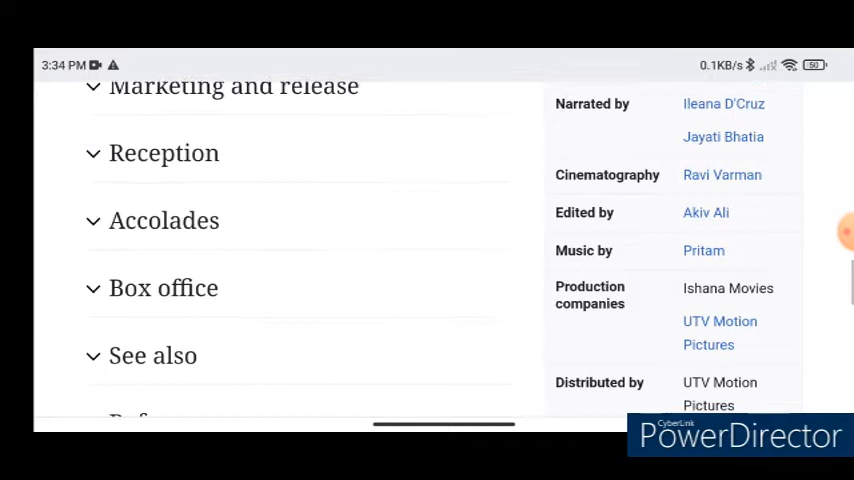 3:34 PM
0.1KB/s
50
Marketing and release
Reception
Accolades
Box office
See also
Narrated by
Ileana D'Cruz
Jayati Bhatia
Cinematography
Ravi Varman
Edited by
Akiv Ali
Music by
Pritam
Production
companies
Ishana Movies
UTV Motion
Pictures
Distributed by
UTV Motion
Pictures
CyberLink
PowerDirector